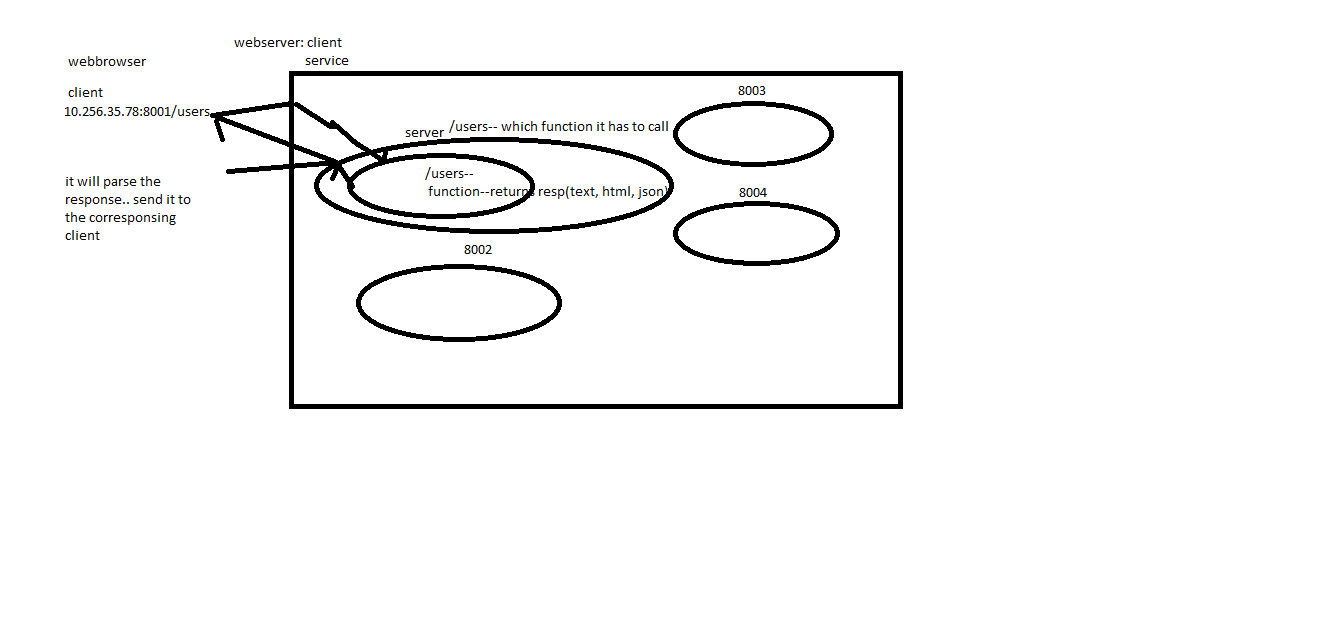 webserver: client
service
webbrowser
client
10.256.35.78:8001/users
8003
server
/users-- which function it has to call
/users--
function--returns resp(text, html, json)
it will parse the
response.. send it to
the corresponsing
client
8004
8002